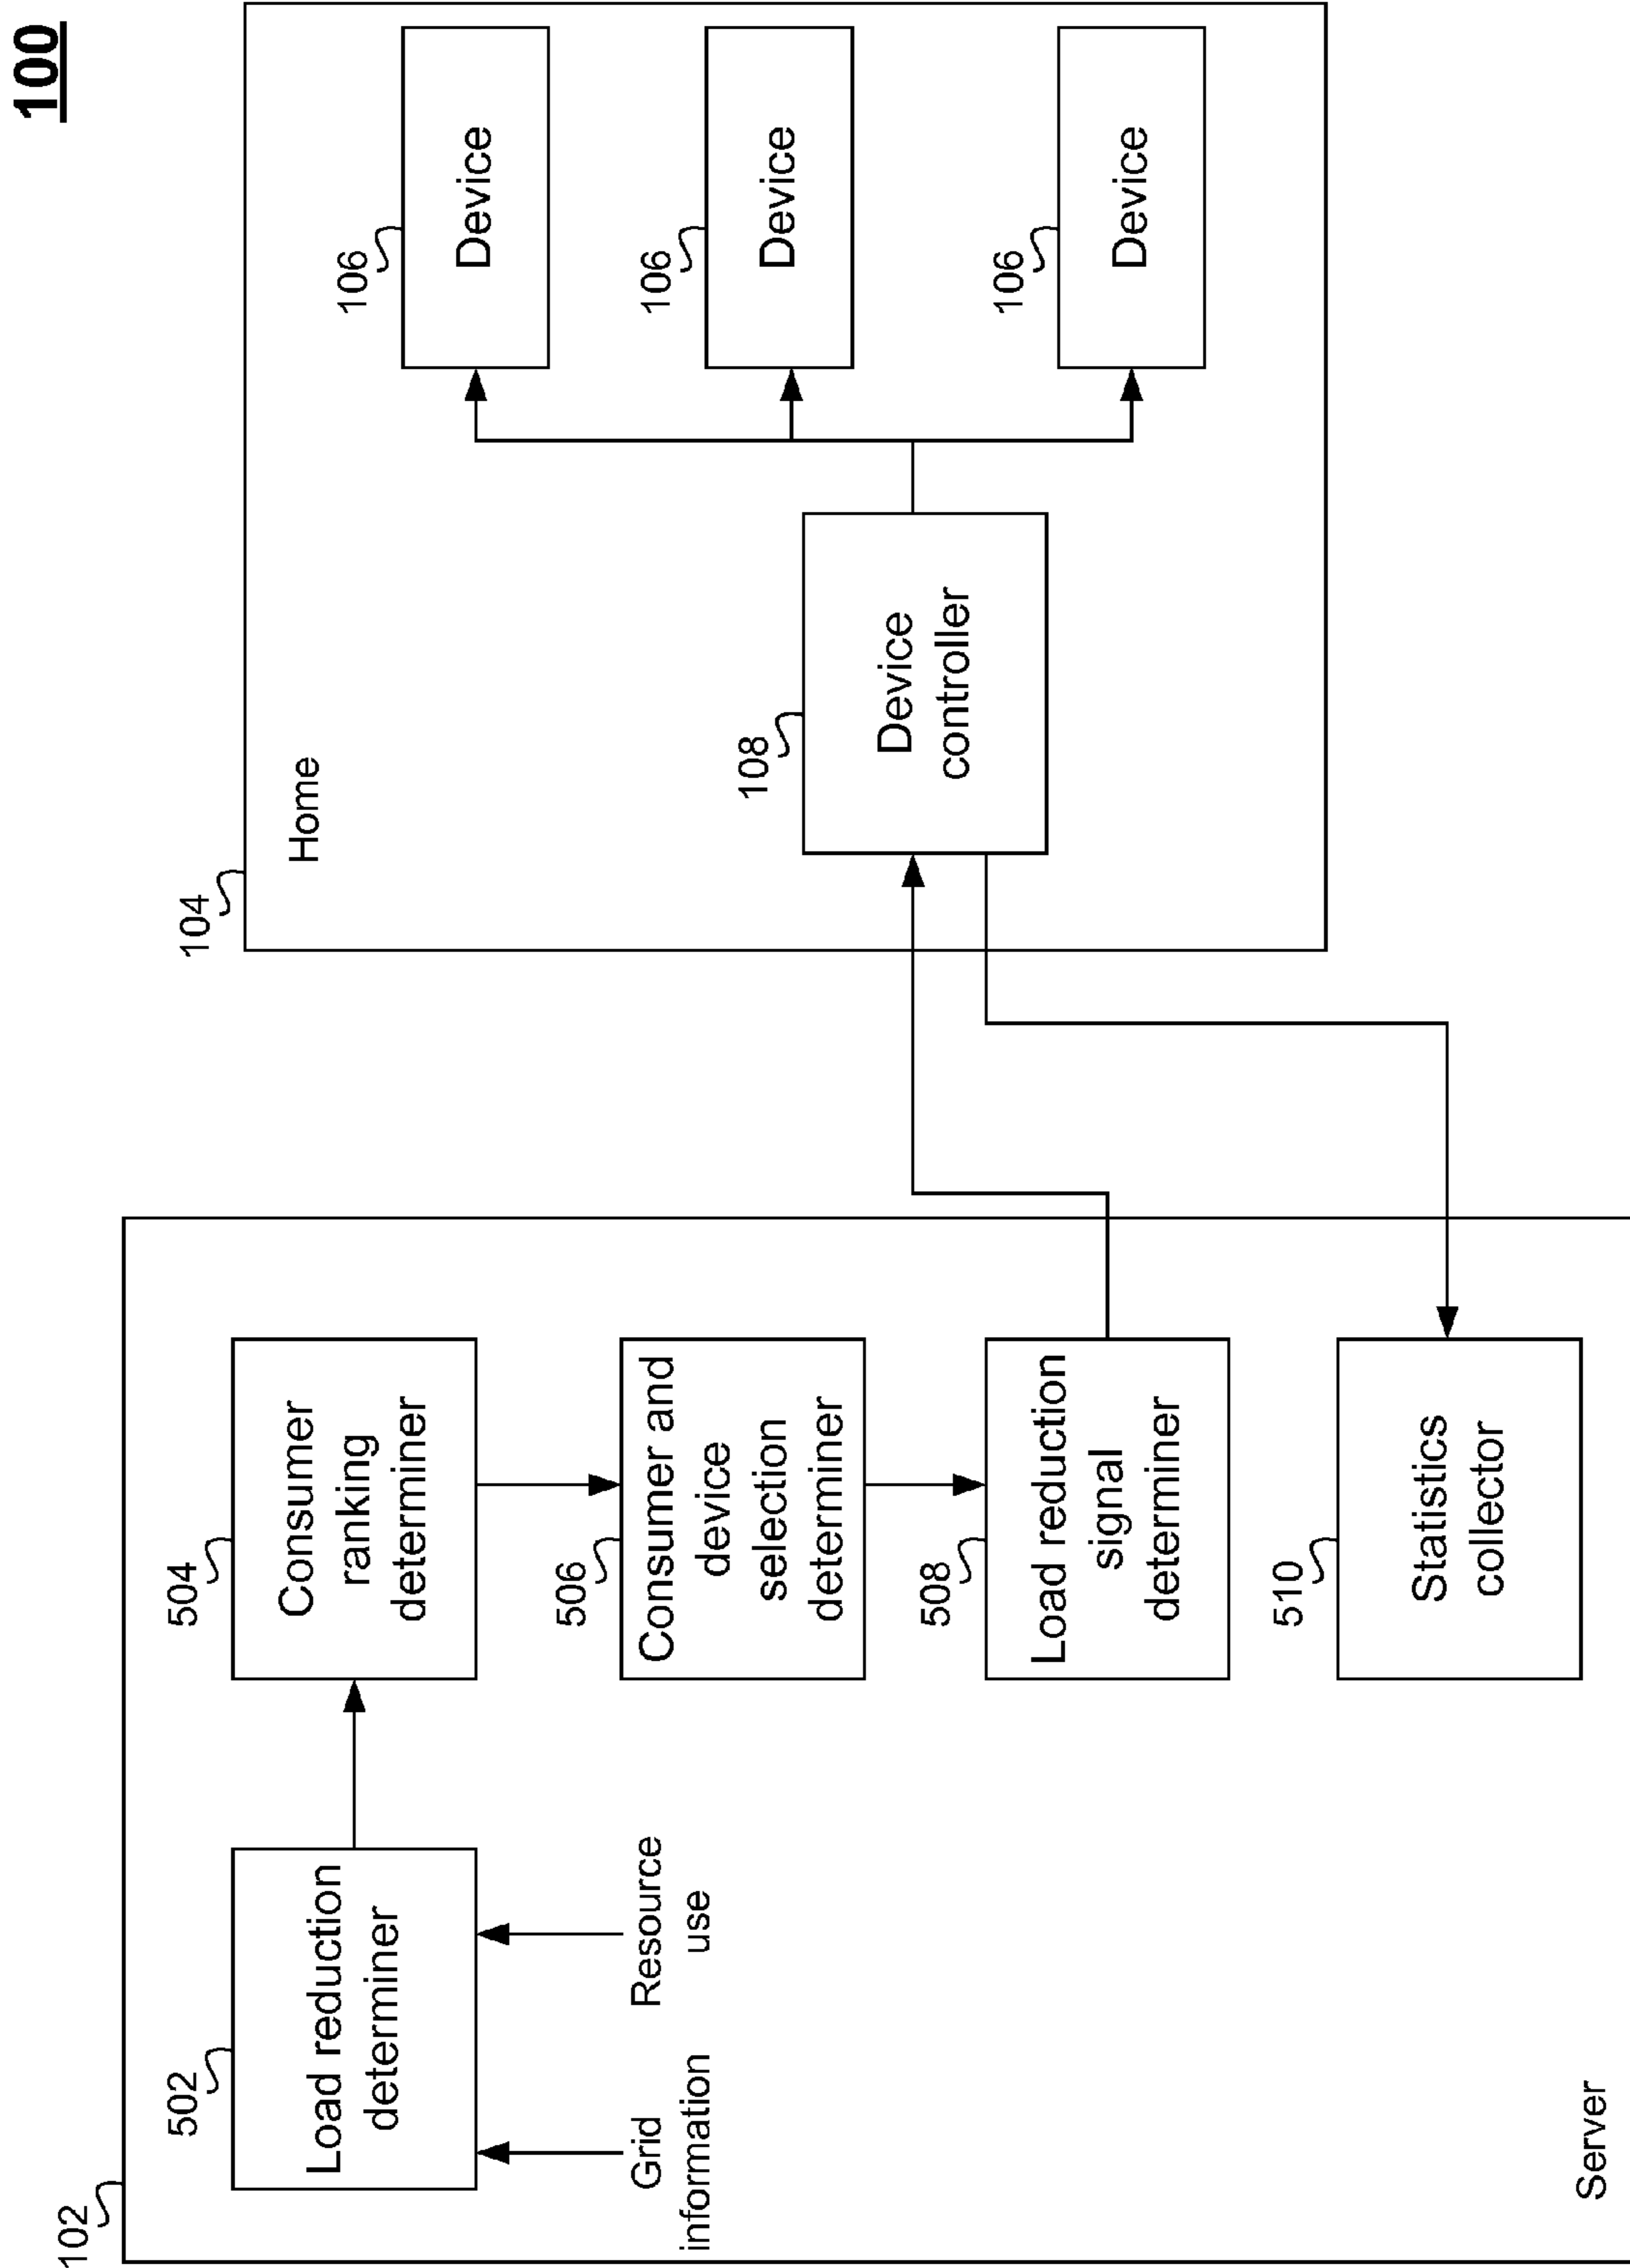 100
102
502
Load reduction
determiner
Grid
information
Resource
use
504
Consumer
ranking
determiner
506
Consumer and
device
selection
determiner
508
Load reduction
signal
determiner
510
Statistics
collector
Server
104
Home
108
Device
controller
106
Device
106
Device
106
Device